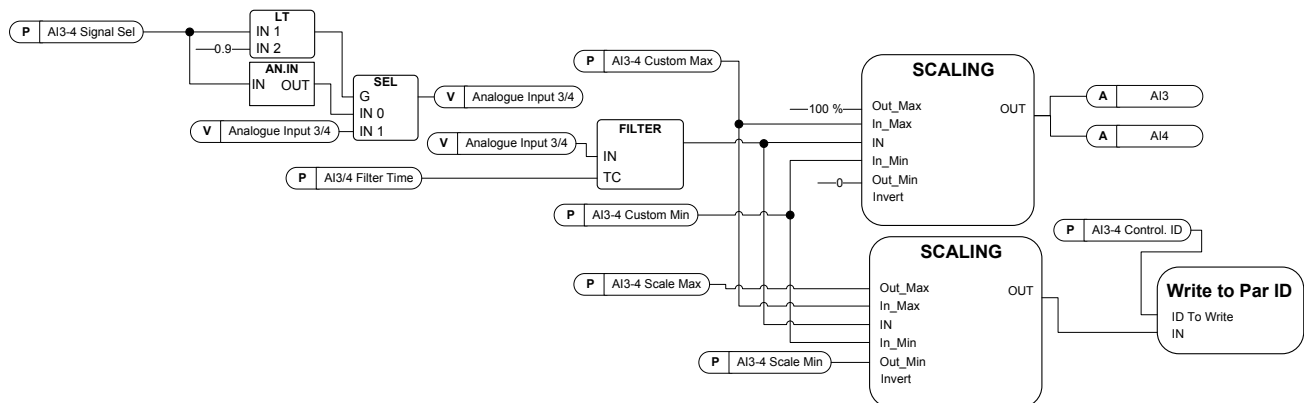 LT
P AI3-4 Signal Sel
IN 1
0.9
IN 2
AN.IN
IN OUT
SEL
G
IN 0
IN 1
V Analogue Input 3/4
V Analogue Input 3/4
P AI3-4 Custom Max
V Analogue Input 3/4
FILTER
IN
TC
P AI3/4 Filter Time
P AI3-4 Custom Min
SCALING
100 %
Out_Max
In_Max
IN
In_Min
0
Out_Min
Invert
OUT
A AI3
A AI4
P AI3-4 Control. ID
SCALING
P AI3-4 Scale Max
Out_Max
In_Max
IN
In_Min
P AI3-4 Scale Min
Out_Min
Invert
OUT
Write to Par ID
ID To Write
IN